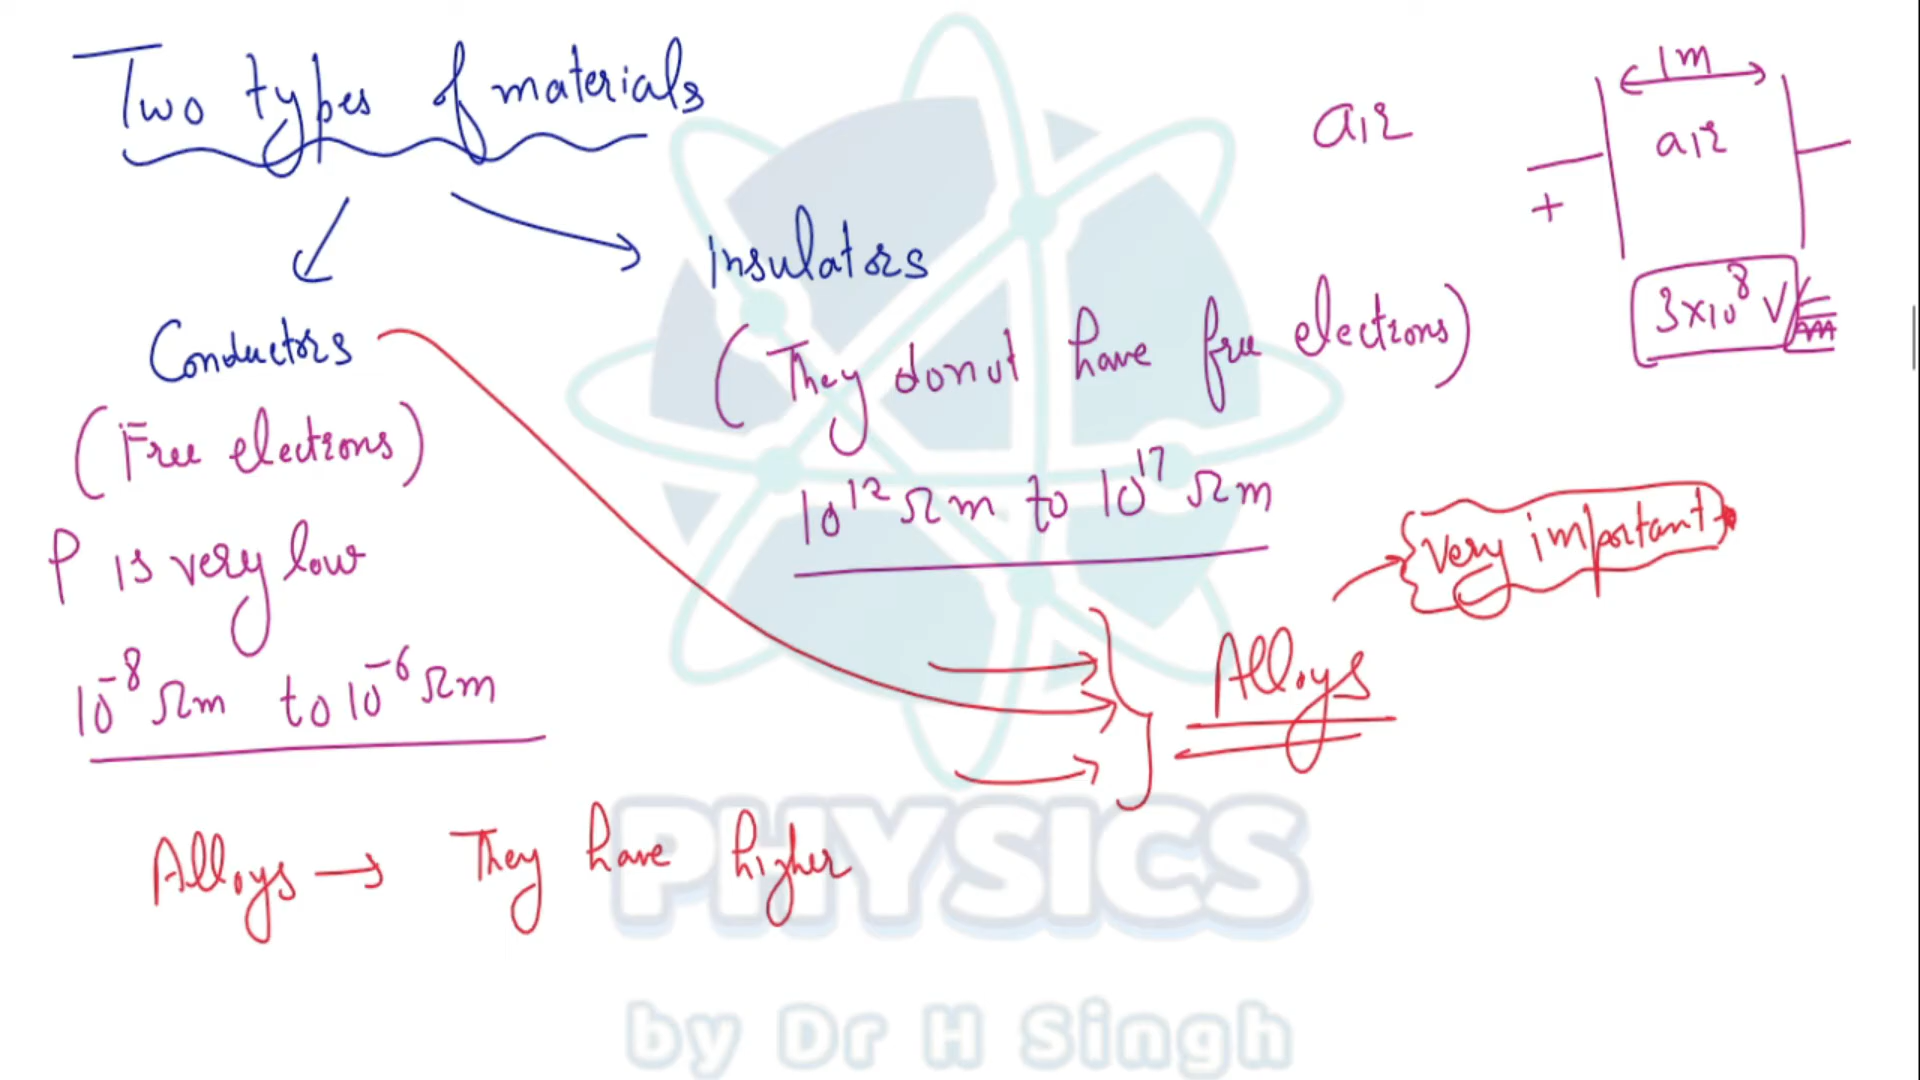 Two types of materials
Conductors
(Free electrons)
ρ is very low
10⁻⁸ Ωm to 10⁻⁶ Ωm
insulators
(They donot have free electrons)
10¹² Ωm to 10¹⁷ Ωm
air
1m
air
+
3×10⁸ V/m
very important
Alloys
Alloys → They have higher
PHYSICS
by Dr H Singh